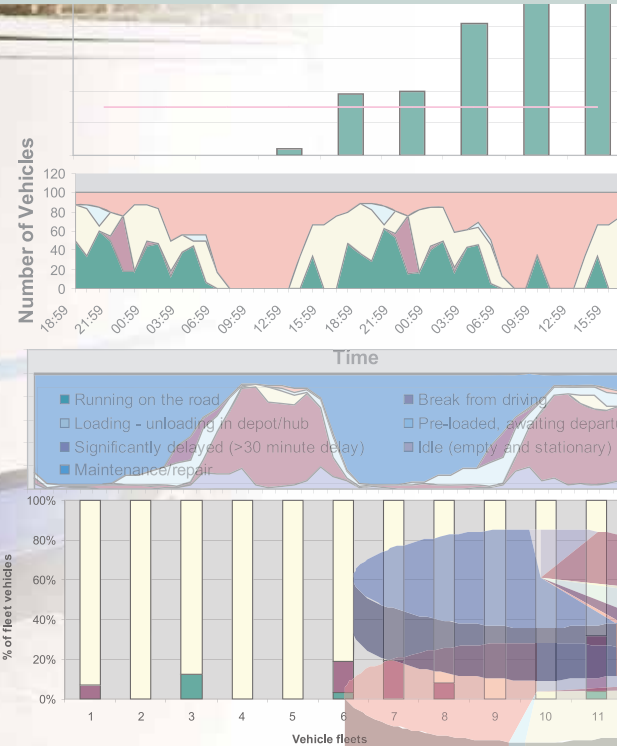 Number of Vehicles
120
100
80
60
40
20
0
18:59
21:59
00:59
03:59
06:59
09:59
12:59
15:59
18:59
21:59
00:59
03:59
06:59
09:59
12:59
15:59
Time
Running on the road
Break from driving
Loading - unloading in depot/hub
Pre-loaded, awaiting depart
Significantly delayed (>30 minute delay)
Idle (empty and stationary)
Maintenance/repair
% of fleet vehicles
100%
80%
60%
40%
20%
0%
1 2 3 4 5 6 7 8 9 10 11
Vehicle fleets